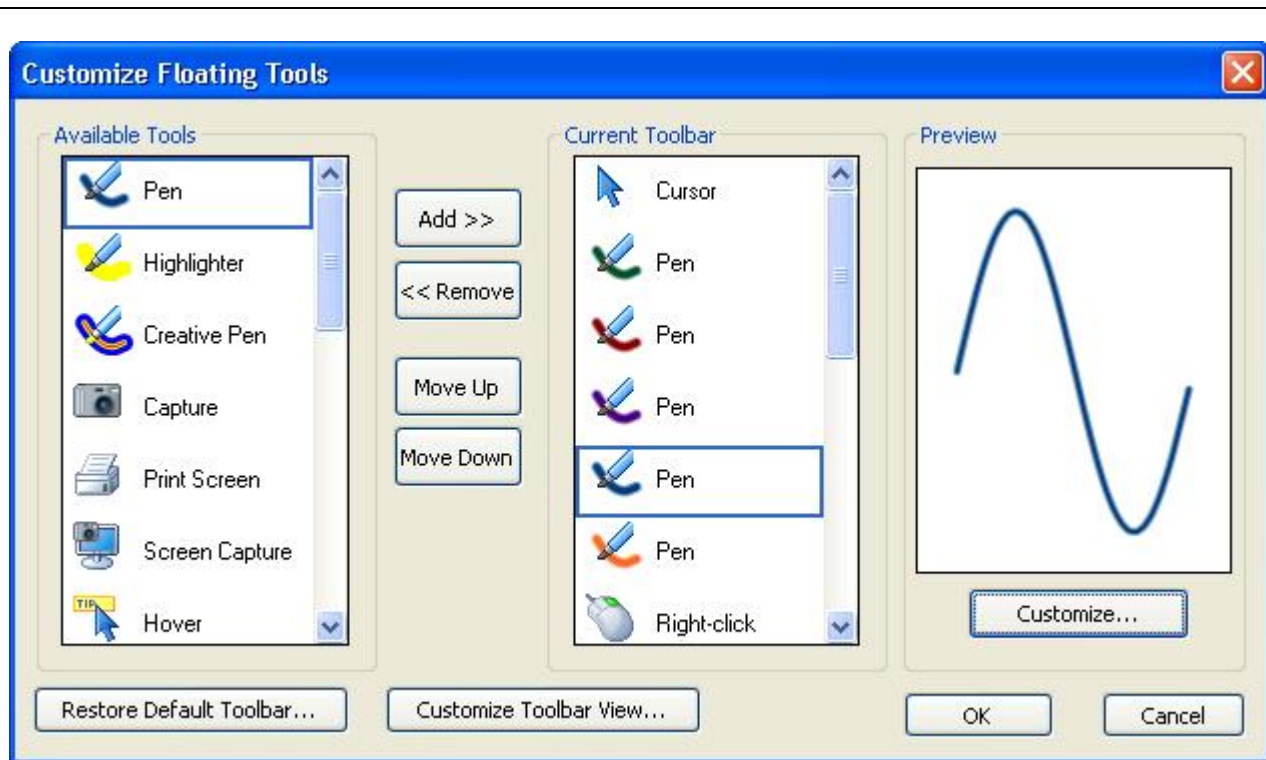 Customize Floating Tools
Available Tools
Pen
Highlighter
Creative Pen
Capture
Print Screen
Screen Capture
TIP
Hover
Add >>
<< Remove
Move Up
Move Down
Current Toolbar
Cursor
Pen
Pen
Pen
Pen
Pen
Right-click
Preview
Customize...
Restore Default Toolbar...
Customize Toolbar View...
OK
Cancel